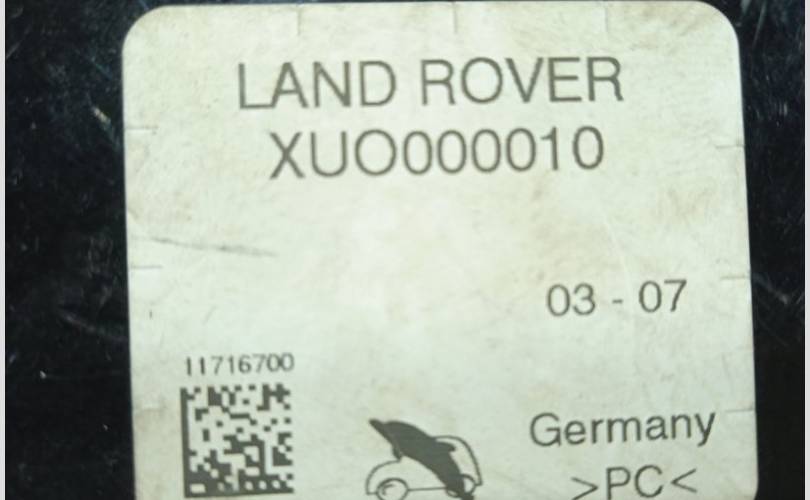 LAND ROVER
XUO000010
03 - 07
11716700
Germany
>PC<